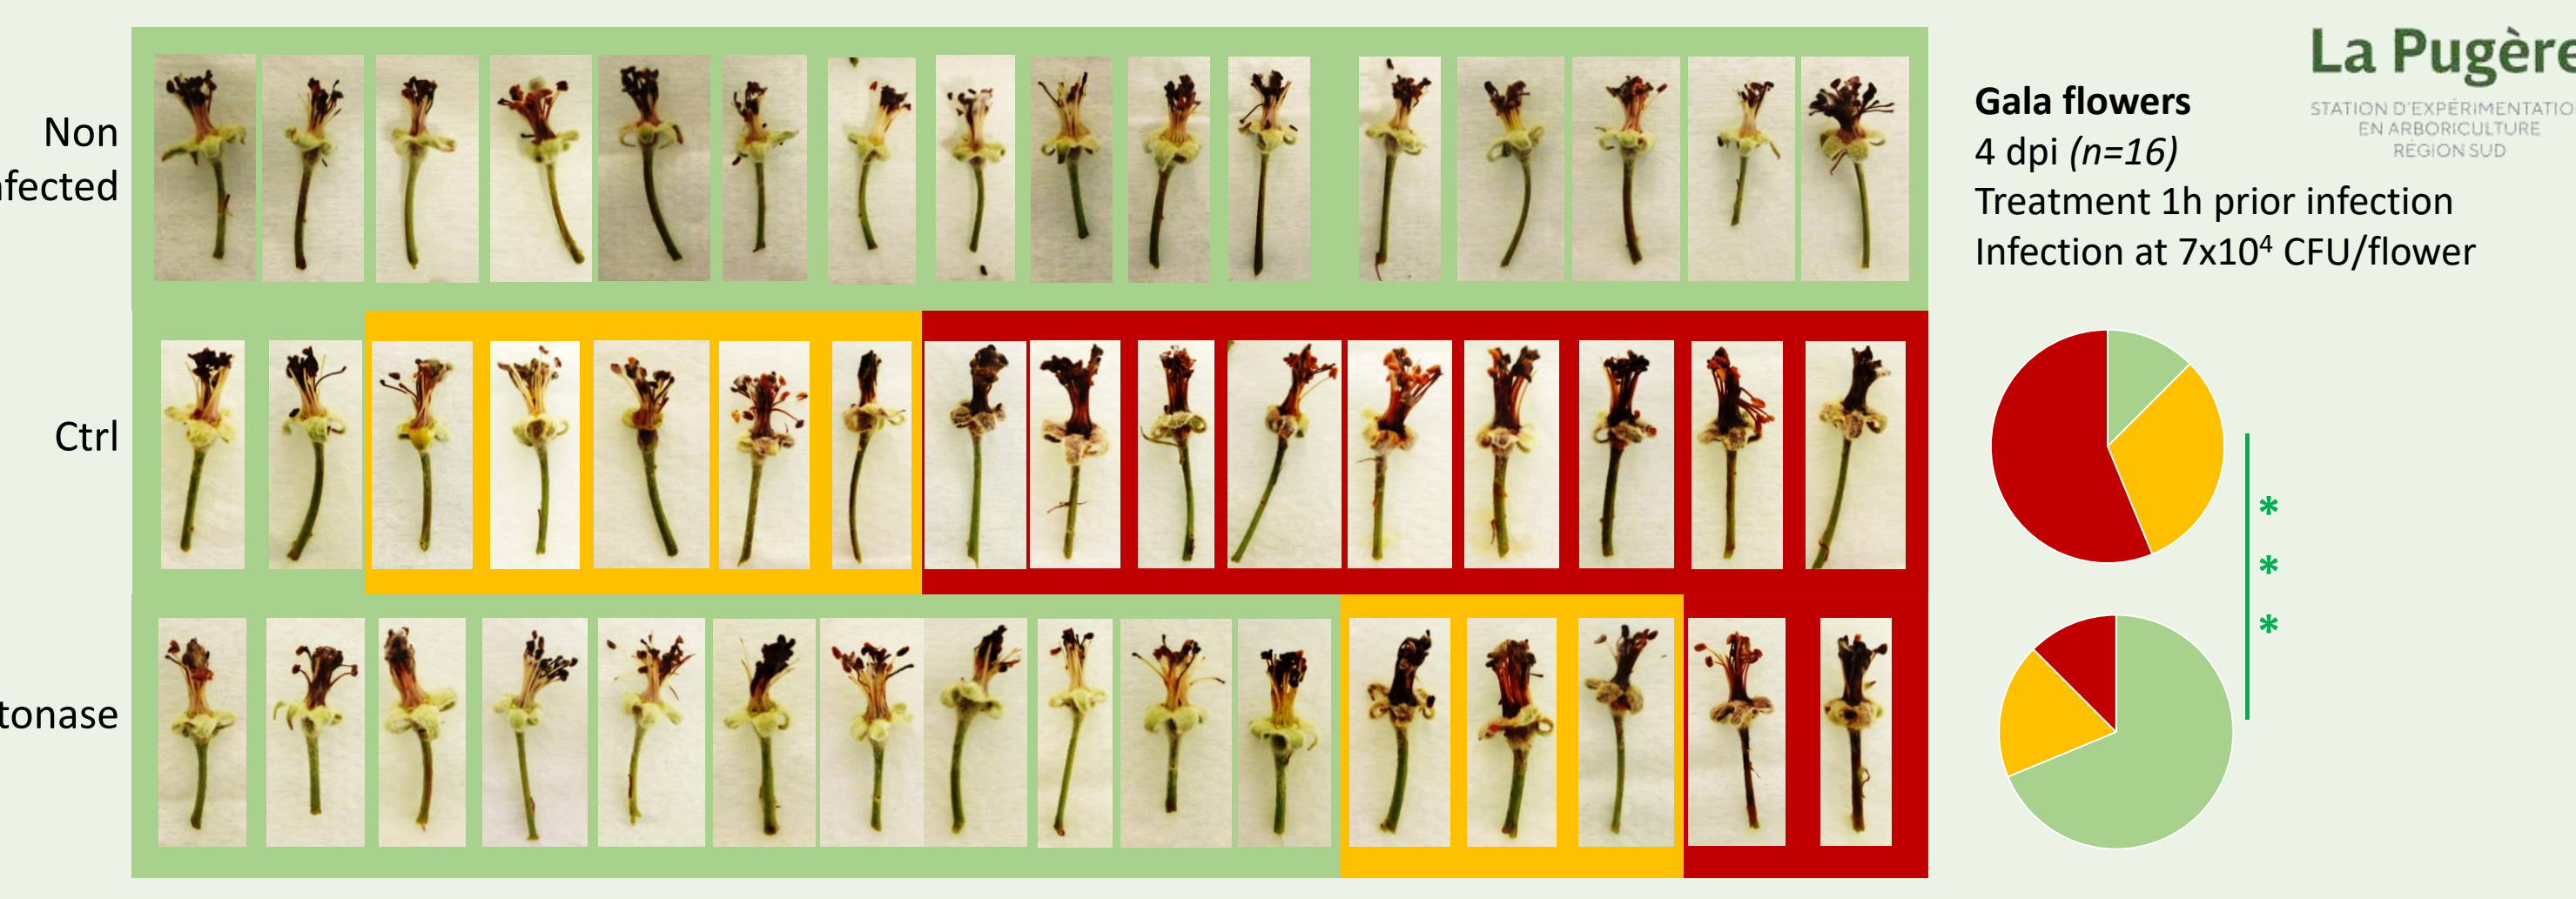 La Pugère
STATION D'EXPÉRIMENTATIO
EN ARBORICULTURE
RÉGION SUD
Gala flowers
4 dpi (n=16)
Treatment 1h prior infection
Infection at 7x10⁴ CFU/flower
Non
nfected
Ctrl
tonase
*
*
*